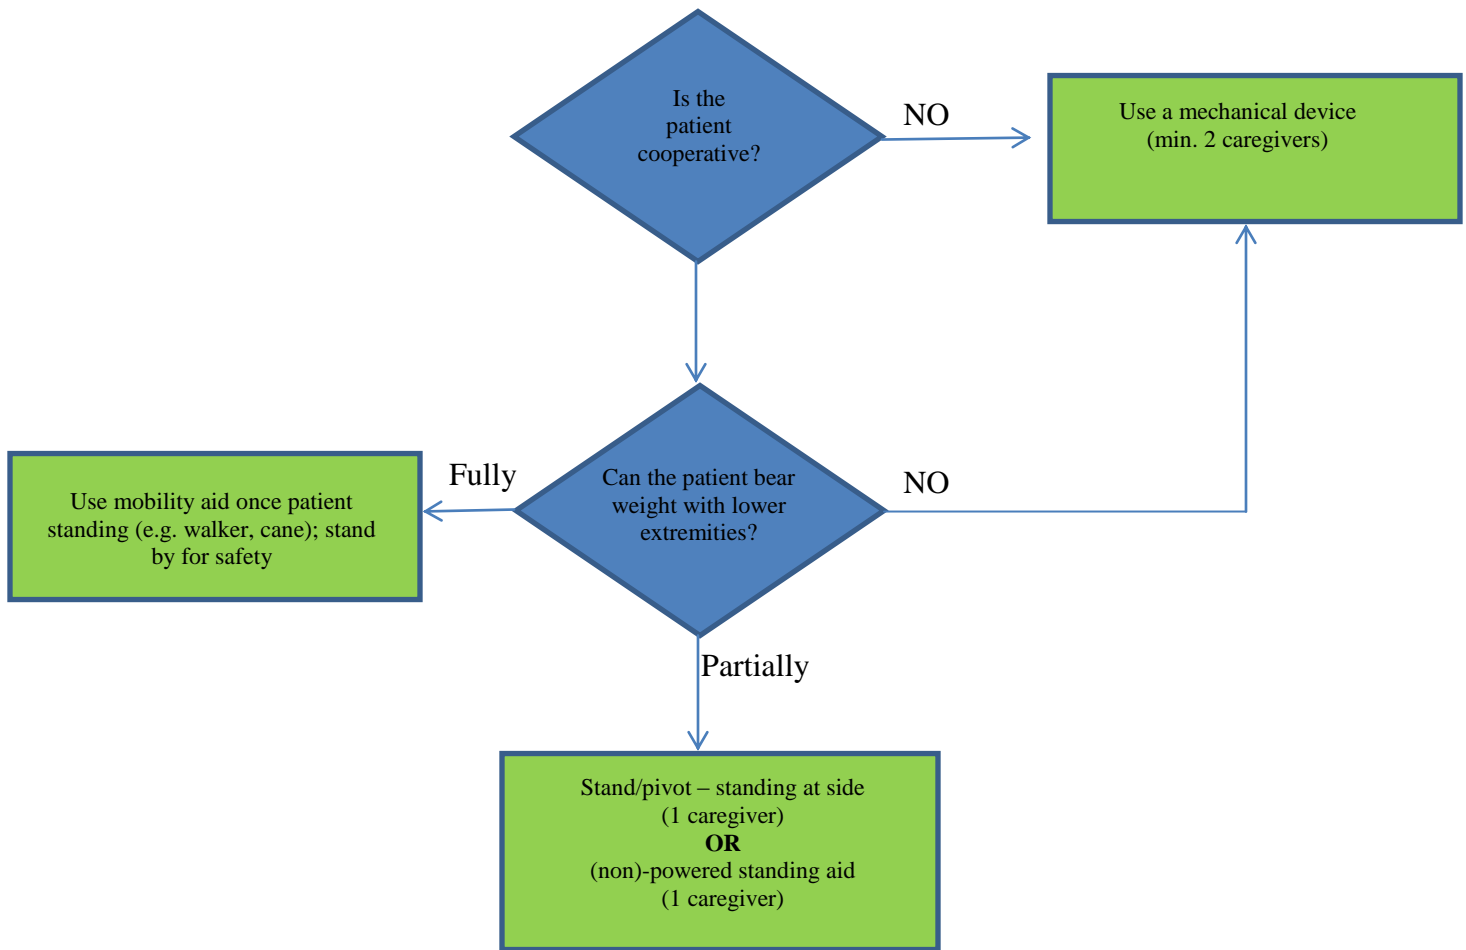 Is the
patient
cooperative?
NO
Use a mechanical device
(min. 2 caregivers)
Fully
Can the patient bear
weight with lower
extremities?
NO
Use mobility aid once patient
standing (e.g. walker, cane); stand
by for safety
Partially
Stand/pivot – standing at side
(1 caregiver)
OR
(non)-powered standing aid
(1 caregiver)